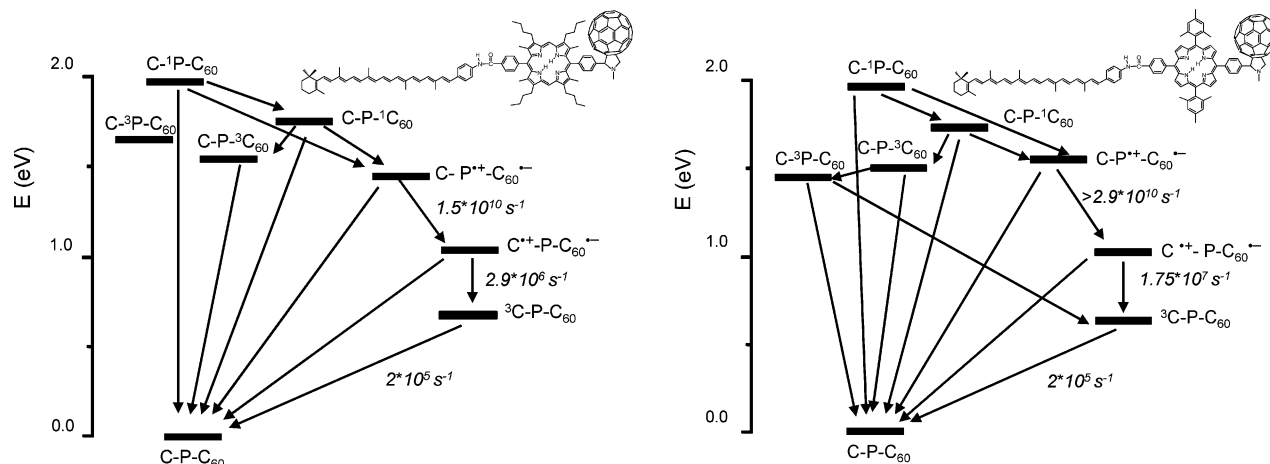 E (eV)
2.0
1.0
0.0
C-¹P-C₆₀
C-³P-C₆₀
C-P-³C₆₀
C-P-¹C₆₀
C- P•⁺-C₆₀•–
1.5*10¹⁰ s⁻¹
C•⁺-P-C₆₀•–
2.9*10⁶ s⁻¹
³C-P-C₆₀
2*10⁵ s⁻¹
C-P-C₆₀
H
N
O
C
N
HN
H
H
NH
N
N
E (eV)
2.0
1.0
0.0
C-¹P-C₆₀
C-P-¹C₆₀
C-P-³C₆₀
C-³P-C₆₀
C-P•⁺-C₆₀•–
>2.9*10¹⁰ s⁻¹
C •⁺- P-C₆₀•–
1.75*10⁷ s⁻¹
³C-P-C₆₀
2*10⁵ s⁻¹
C-P-C₆₀